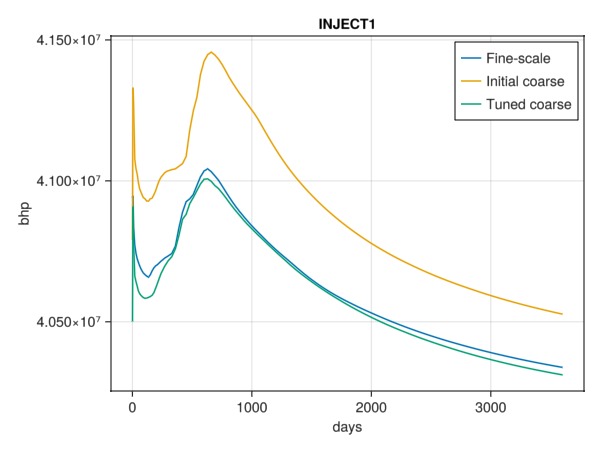 INJECT1
4.150×10⁷
4.100×10⁷
4.050×10⁷
bhp
Fine-scale
Initial coarse
Tuned coarse
0
1000
2000
3000
days